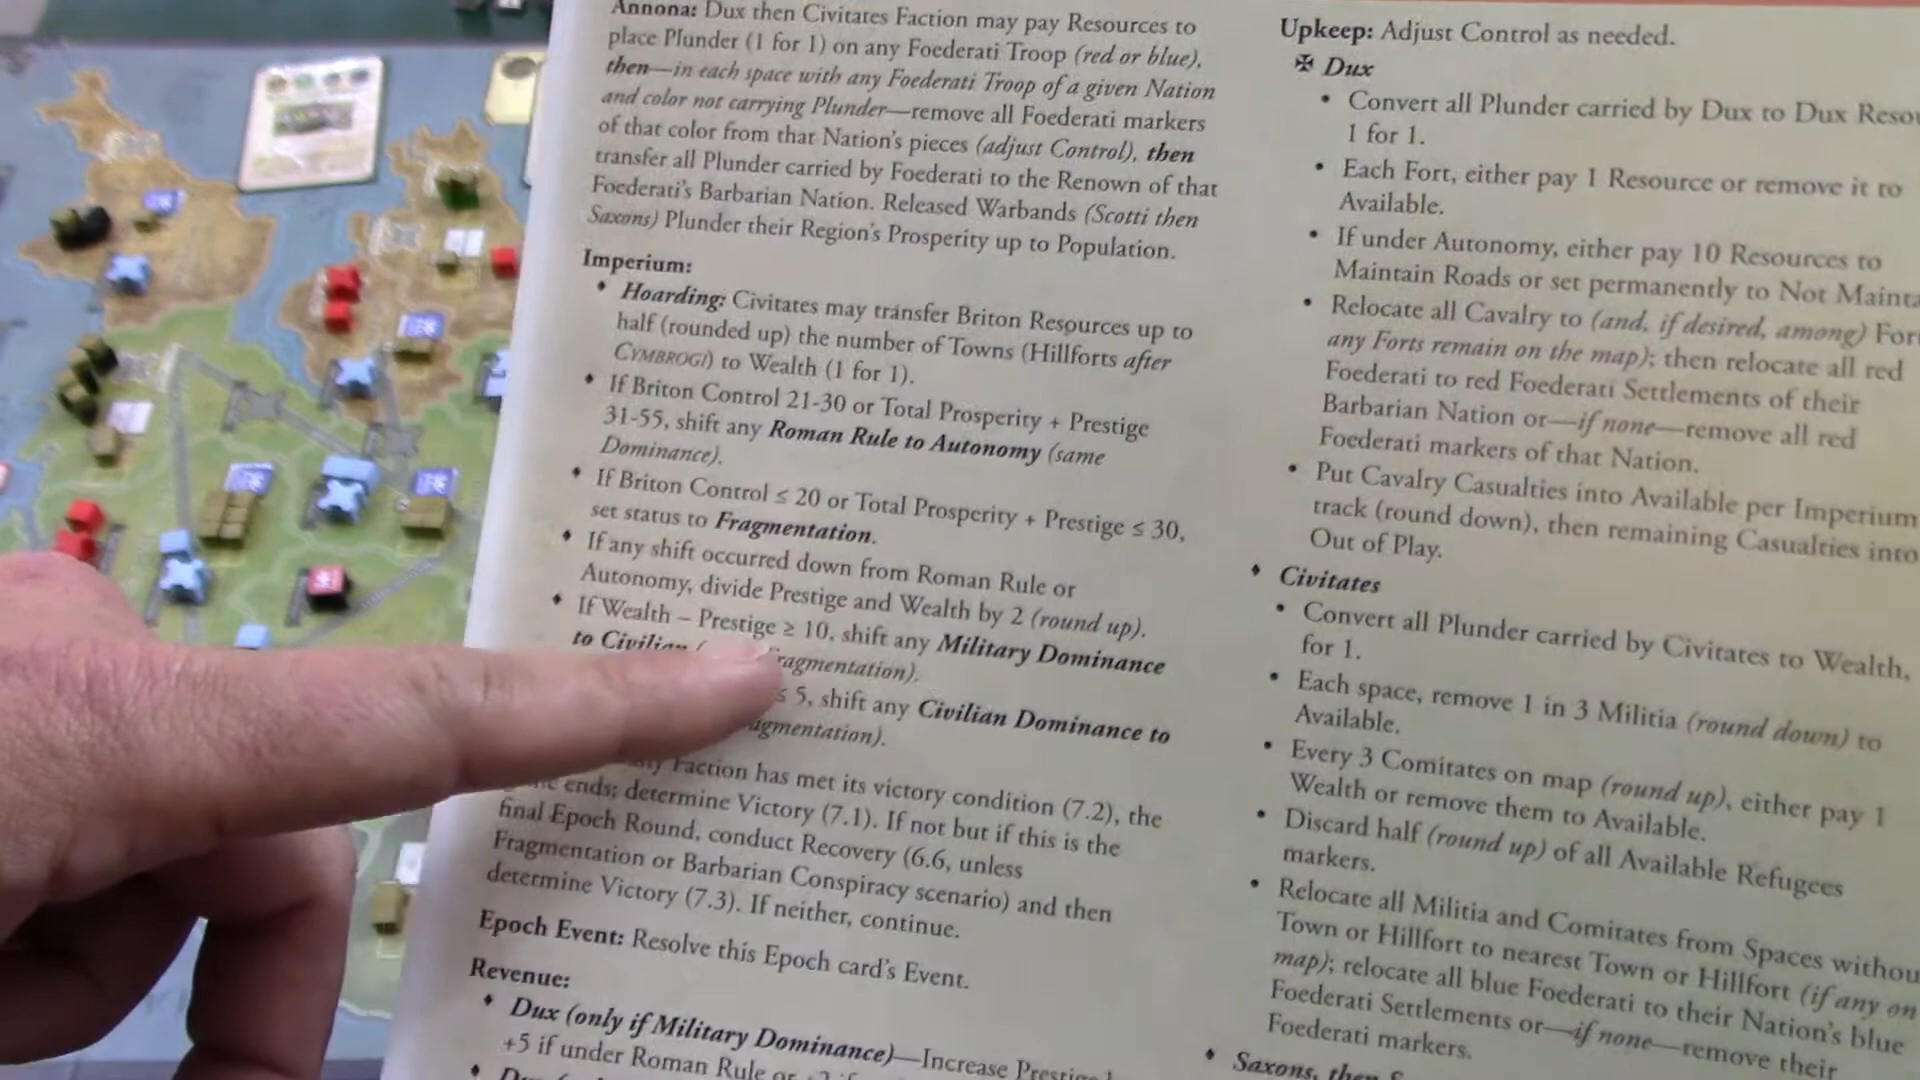 Annona: Dux then Civitates Faction may pay Resources to
place Plunder (1 for 1) on any Foederati Troop (red or blue),
then—in each space with any Foederati Troop of a given Nation
and color not carrying Plunder—remove all Foederati markers
of that color from that Nation's pieces (adjust Control), then
transfer all Plunder carried by Foederati to the Renown of that
Foederati's Barbarian Nation. Released Warbands (Scotti then
Saxons) Plunder their Region's Prosperity up to Population.
Imperium:
♦ Hoarding: Civitates may transfer Briton Resources up to
half (rounded up) the number of Towns (Hillforts after
CYMBROGI) to Wealth (1 for 1).
♦ If Briton Control 21-30 or Total Prosperity + Prestige
31-55, shift any Roman Rule to Autonomy (same
Dominance).
♦ If Briton Control ≤ 20 or Total Prosperity + Prestige ≤ 30,
set status to Fragmentation.
♦ If any shift occurred down from Roman Rule or
Autonomy, divide Prestige and Wealth by 2 (round up).
♦ If Wealth – Prestige ≥ 10, shift any Military Dominance
to Civilian
≤ 5, shift any Civilian Dominance to
Faction has met its victory condition (7.2), the
ends; determine Victory (7.1). If not but if this is the
final Epoch Round, conduct Recovery (6.6, unless
Fragmentation or Barbarian Conspiracy scenario) and then
determine Victory (7.3). If neither, continue.
Epoch Event: Resolve this Epoch card's Event.
Revenue:
♦ Dux (only if Military Dominance)—Increase
+5 if under Roman Rule or
Upkeep: Adjust Control as needed.
✠ Dux
• Convert all Plunder carried by Dux to Dux
1 for 1.
• Each Fort, either pay 1 Resource or remove it to
Available.
• If under Autonomy, either pay 10 Resources to
Maintain Roads or set permanently to Not
• Relocate all Cavalry to (and, if desired, among)
any Forts remain on the map); then relocate all red
Foederati to red Foederati Settlements of their
Barbarian Nation or—if none—remove all red
Foederati markers of that Nation.
• Put Cavalry Casualties into Available per Imperium
track (round down), then remaining Casualties into
Out of Play.
♦ Civitates
• Convert all Plunder carried by Civitates to Wealth,
for 1.
• Each space, remove 1 in 3 Militia (round down) to
Available.
• Every 3 Comitates on map (round up), either pay 1
Wealth or remove them to Available.
• Discard half (round up) of all Available Refugees
markers.
• Relocate all Militia and Comitates from Spaces
Town or Hillfort to nearest Town or Hillfort (if any on
map); relocate all blue Foederati to their Nation's blue
Foederati Settlements or—if none—remove their
Foederati markers.
♦ Saxons, then